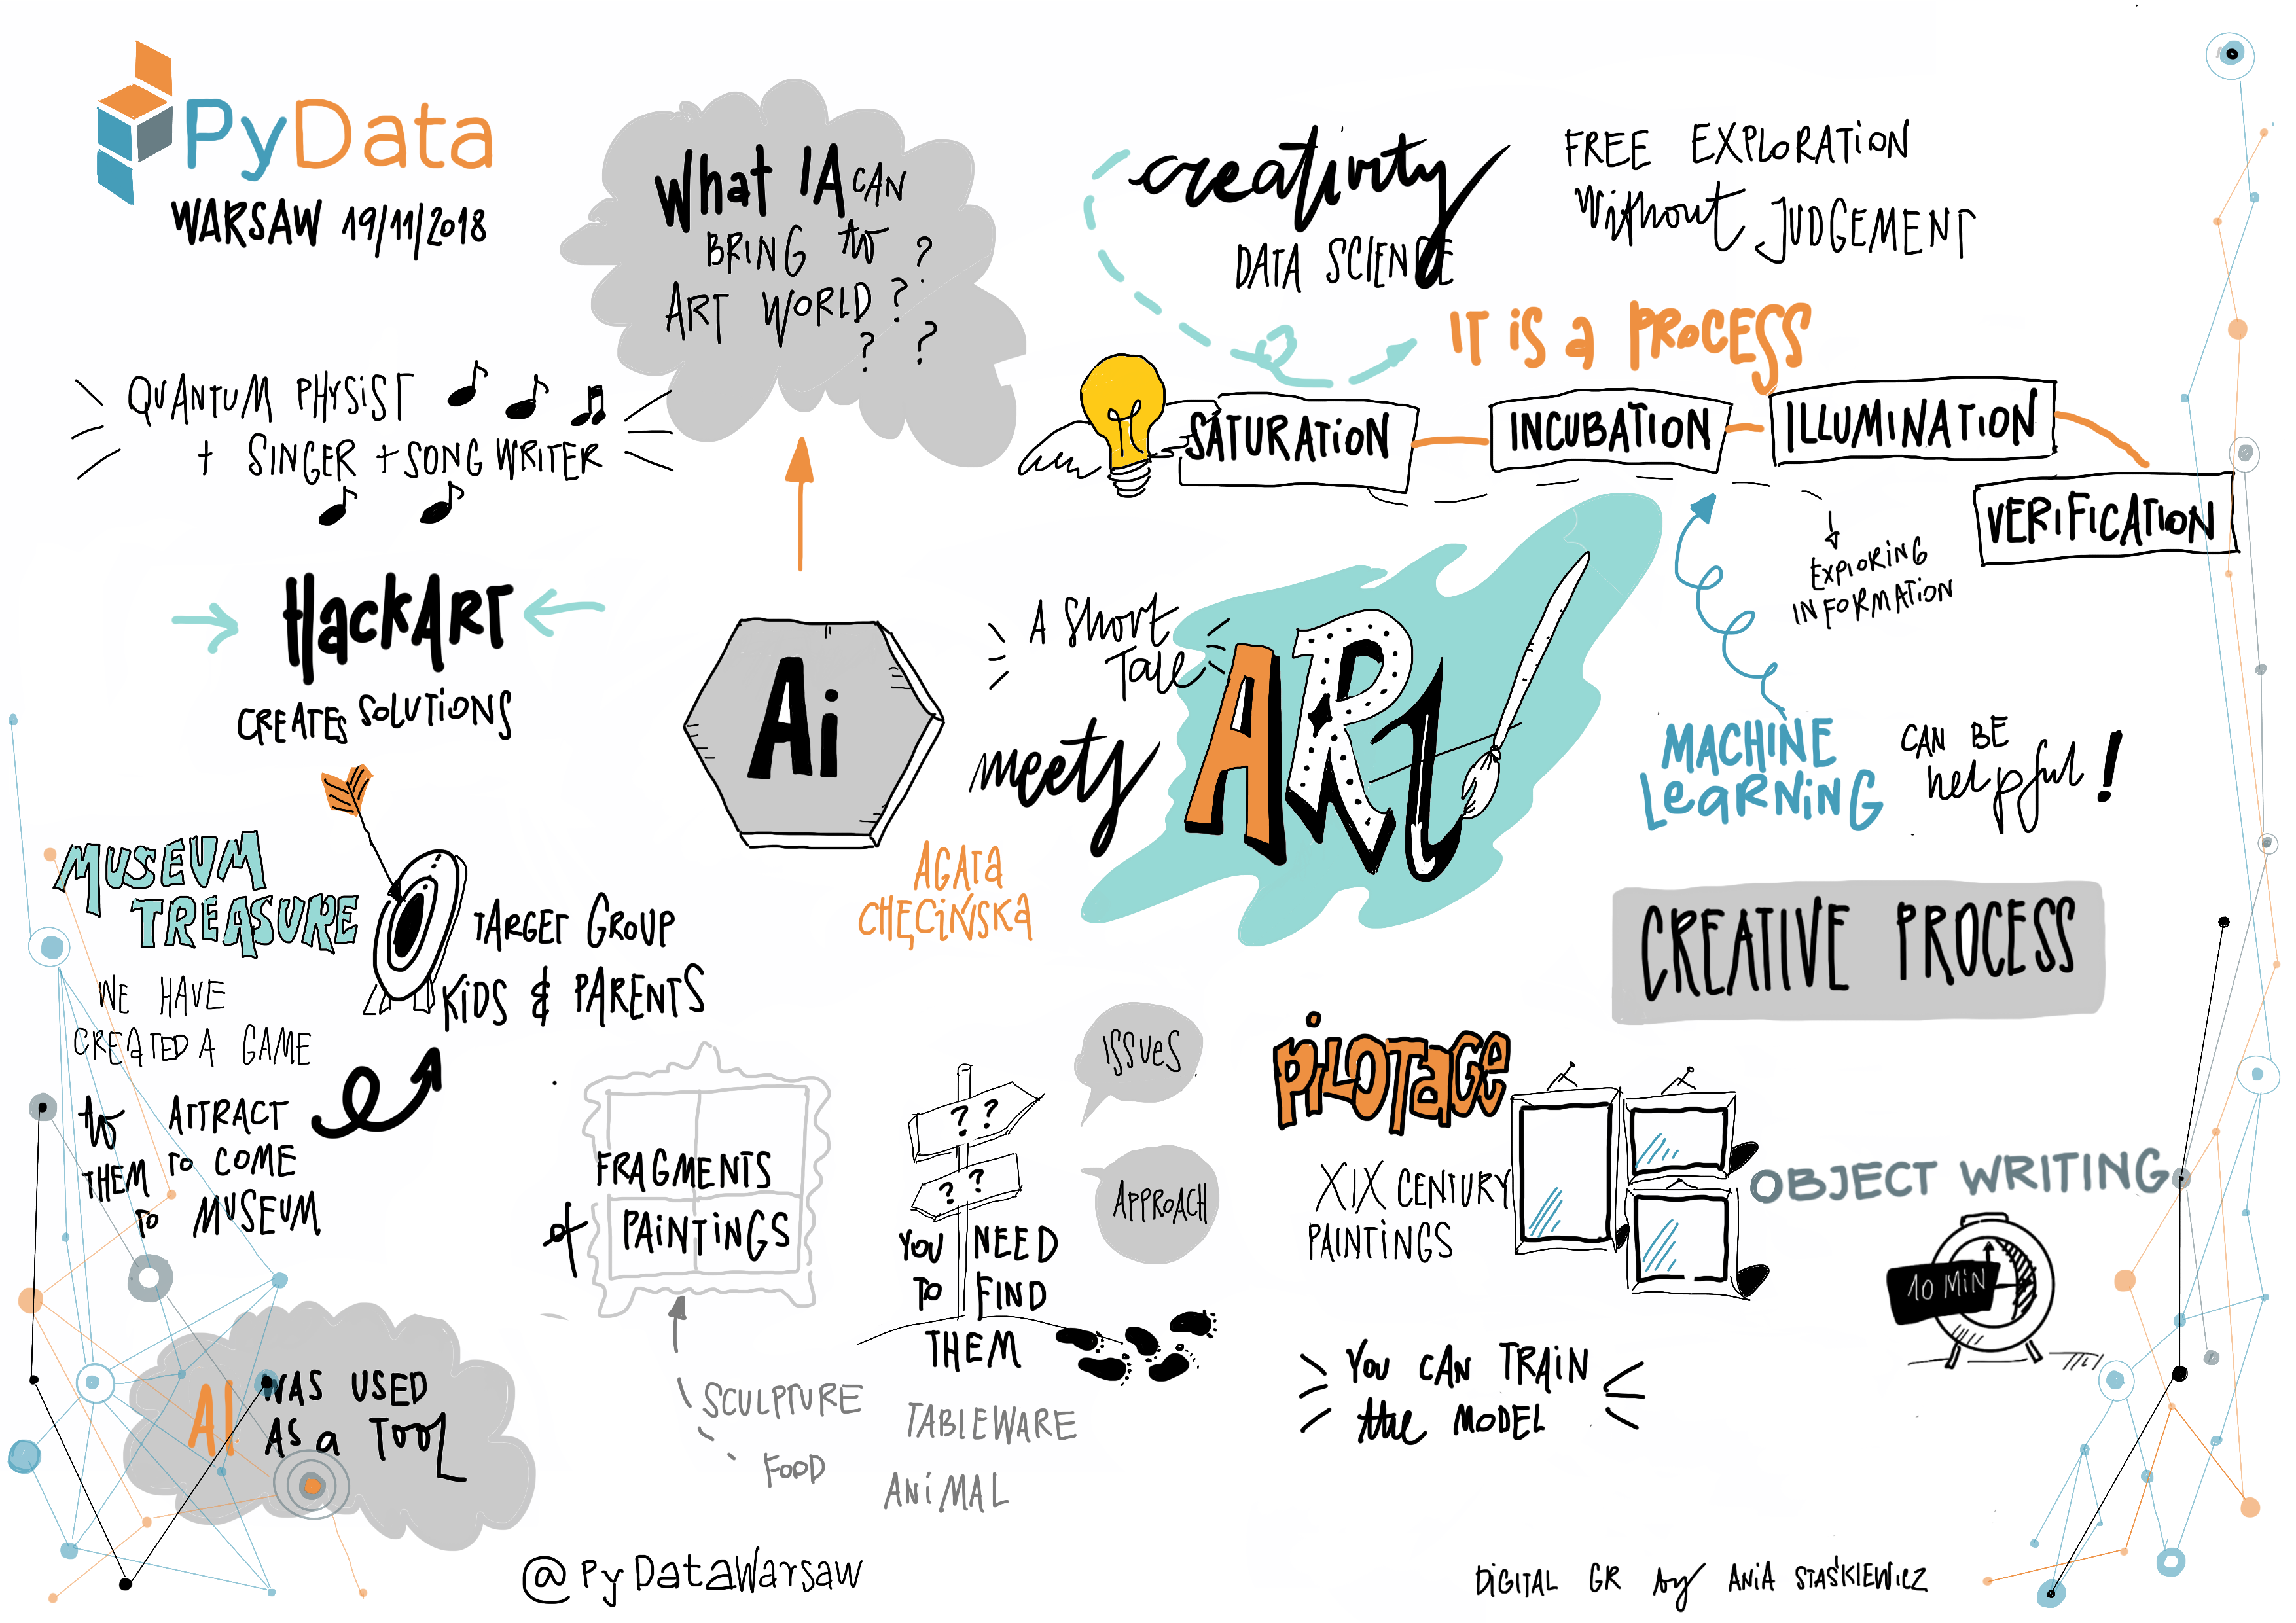 PyData
WARSAW 19/11/2018
What IA CAN
BRING to ?
ART WORLD ?
? ?
creativity
DATA SCIENCE
FREE EXPLORATION
Without JUDGEMENT
IT is a PROCESS
SATURATION
INCUBATION
ILLUMINATION
VERIFICATION
EXPLORING
INFORMATION
QUANTUM PHYSIST
+ SINGER + SONG WRITER
HackART
CREATES SOLUTIONS
Ai
A Short
Tale
meets
ART
AGATA
CHĘCIŃSKA
MACHINE
LEARNING
CAN BE
helpful!
CREATIVE PROCESS
MUSEUM
TREASURE
WE HAVE
CREATED A GAME
to ATTRACT
THEM TO COME
TO MUSEUM
TARGET GROUP
KIDS & PARENTS
FRAGMENTS
of PAINTINGS
SCULPTURE
FOOD
TABLEWARE
ANIMAL
? ?
? ?
YOU NEED
TO FIND
THEM
ISSUES
APPROACH
PILOTAGE
XIX CENTURY
PAINTINGS
YOU CAN TRAIN
the MODEL
OBJECT WRITING
10 MIN
AI WAS USED
AS a TOOL
@PyDataWarsaw
DIGITAL GR by ANIA STAŚKIEWICZ